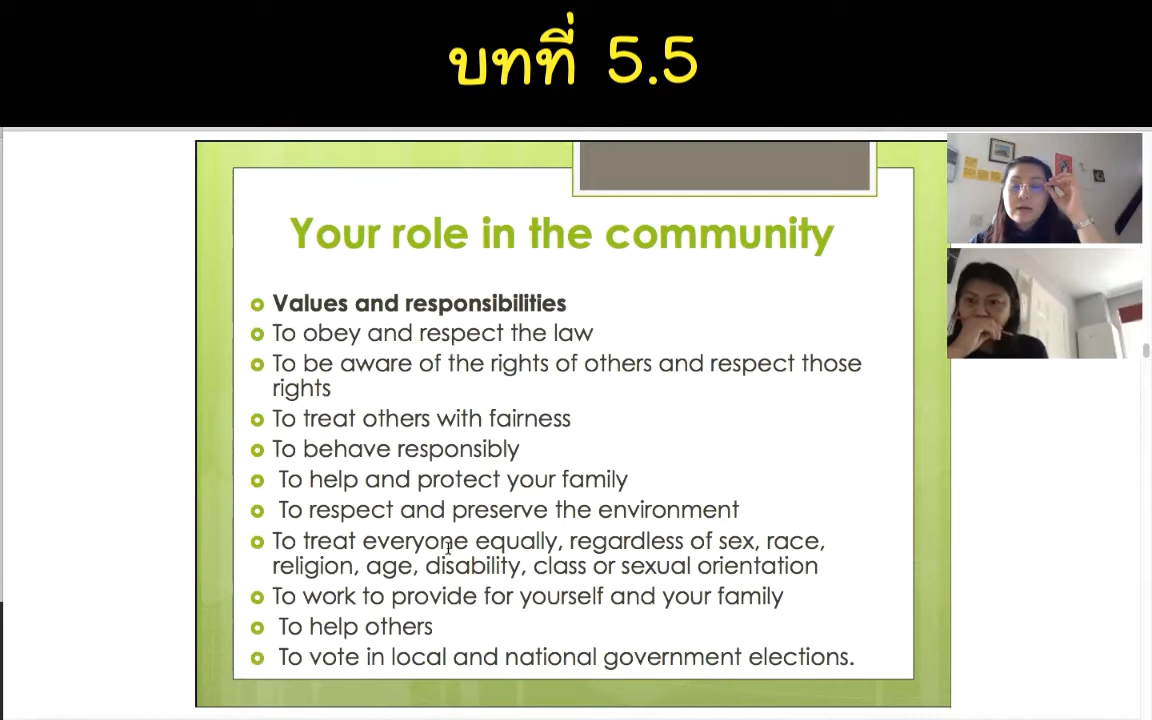 บทที่ 5.5
Your role in the community
Values and responsibilities
To obey and respect the law
To be aware of the rights of others and respect those
rights
To treat others with fairness
To behave responsibly
To help and protect your family
To respect and preserve the environment
To treat everyone equally, regardless of sex, race,
religion, age, disability, class or sexual orientation
To work to provide for yourself and your family
To help others
To vote in local and national government elections.